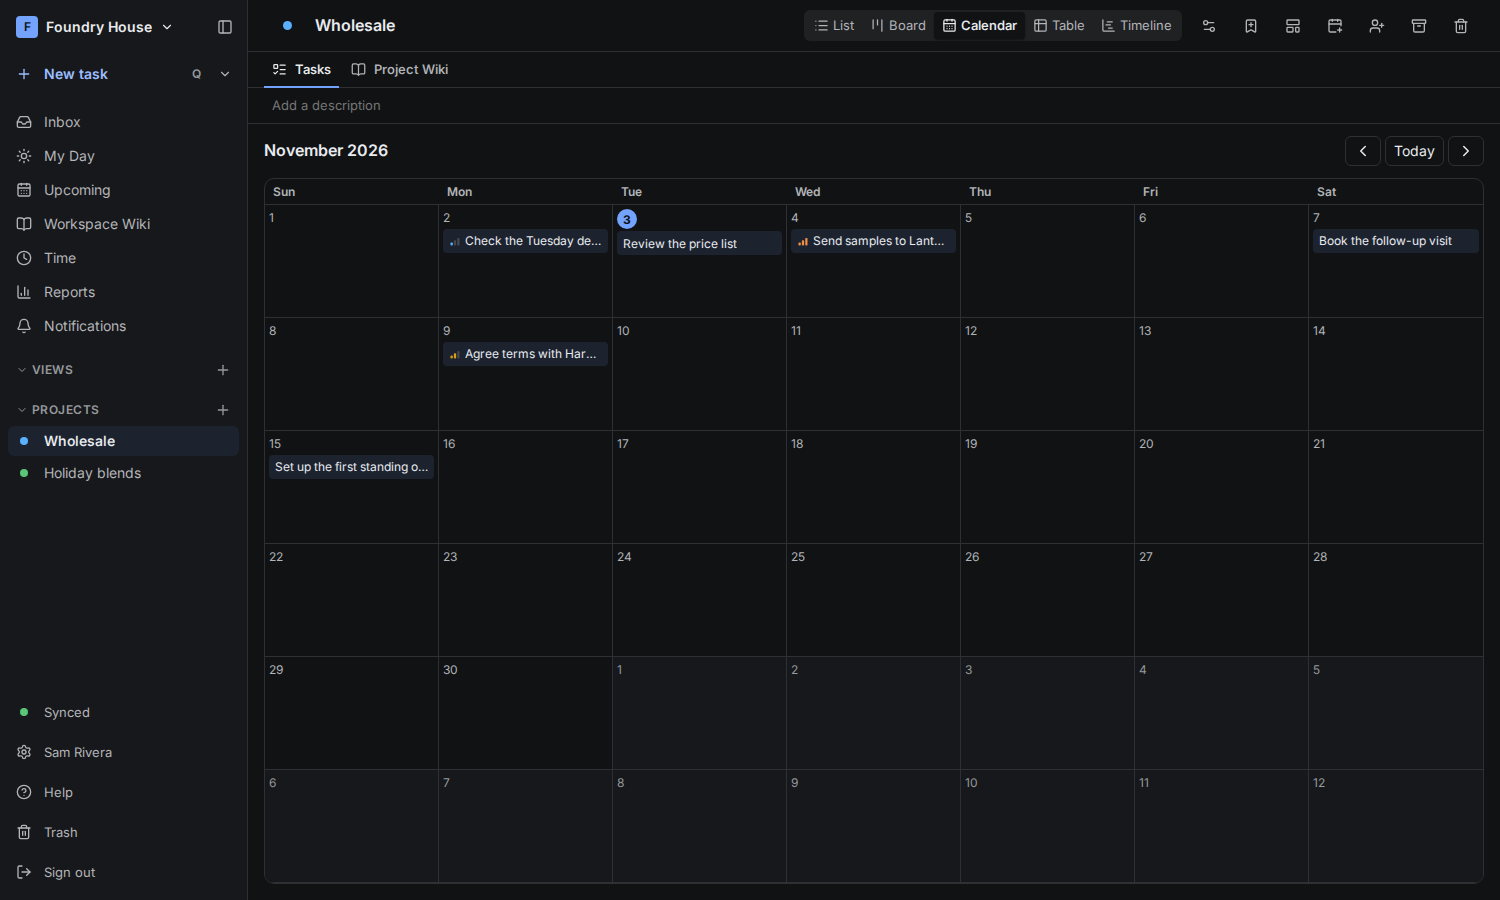 F Foundry House
New task Q
Inbox
My Day
Upcoming
Workspace Wiki
Time
Reports
Notifications
VIEWS
PROJECTS
Wholesale
Holiday blends
Synced
Sam Rivera
Help
Trash
Sign out
Wholesale
List Board Calendar Table Timeline
Tasks Project Wiki
Add a description
November 2026
Today
Sun Mon Tue Wed Thu Fri Sat
1 2 3 4 5 6 7
Check the Tuesday de... Review the price list Send samples to Lant... Book the follow-up visit
8 9 10 11 12 13 14
Agree terms with Har...
15 16 17 18 19 20 21
Set up the first standing o...
22 23 24 25 26 27 28
29 30 1 2 3 4 5
6 7 8 9 10 11 12